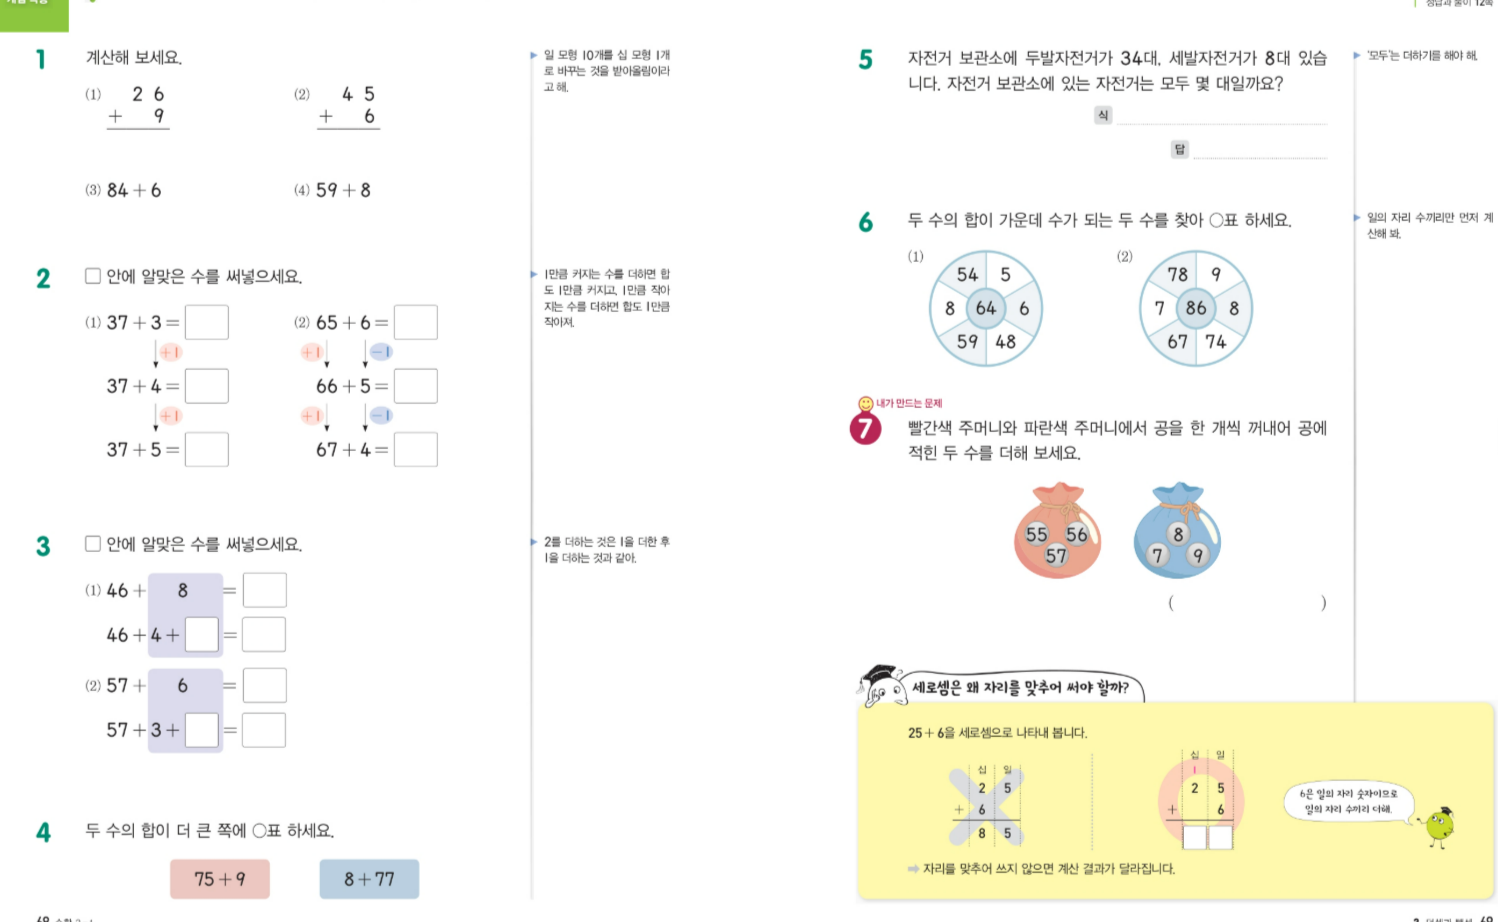 정답과 풀이 12쪽
1 계산해 보세요.
(1) 2 6
+ 9
(2) 4 5
+ 6
(3) 84+6
(4) 59+8
일 모형 10개를 십 모형 1개
로 바꾸는 것을 받아올림이라
고 해.
2 □ 안에 알맞은 수를 써넣으세요.
(1) 37+3=
+1
37+4=
+1
37+5=
(2) 65+6=
+1 -1
66+5=
+1 -1
67+4=
1만큼 커지는 수를 더하면 합
도 1만큼 커지고, 1만큼 작아
지는 수를 더하면 합도 1만큼
작아져.
3 □ 안에 알맞은 수를 써넣으세요.
(1) 46+ 8 =
46+4+□=
(2) 57+ 6 =
57+3+□=
2를 더하는 것은 1을 더한 후
1을 더하는 것과 같아.
4 두 수의 합이 더 큰 쪽에 ○표 하세요.
75+9
8+77
5 자전거 보관소에 두발자전거가 34대, 세발자전거가 8대 있습
니다. 자전거 보관소에 있는 자전거는 모두 몇 대일까요?
식
답
'모두'는 더하기를 해야 해.
6 두 수의 합이 가운데 수가 되는 두 수를 찾아 ○표 하세요.
(1)
54 5
8 64 6
59 48
(2)
78 9
7 86 8
67 74
일의 자리 수끼리만 먼저 계
산해 봐.
내가 만드는 문제
7 빨간색 주머니와 파란색 주머니에서 공을 한 개씩 꺼내어 공에
적힌 두 수를 더해 보세요.
55 56
57
8
7 9
( )
세로셈은 왜 자리를 맞추어 써야 할까?
25+6을 세로셈으로 나타내 봅니다.
십 일
2 5
+ 6
8 5
십 일
1
2 5
+ 6
6은 일의 자리 숫자이므로
일의 자리 수끼리 더해.
⇨ 자리를 맞추어 쓰지 않으면 계산 결과가 달라집니다.